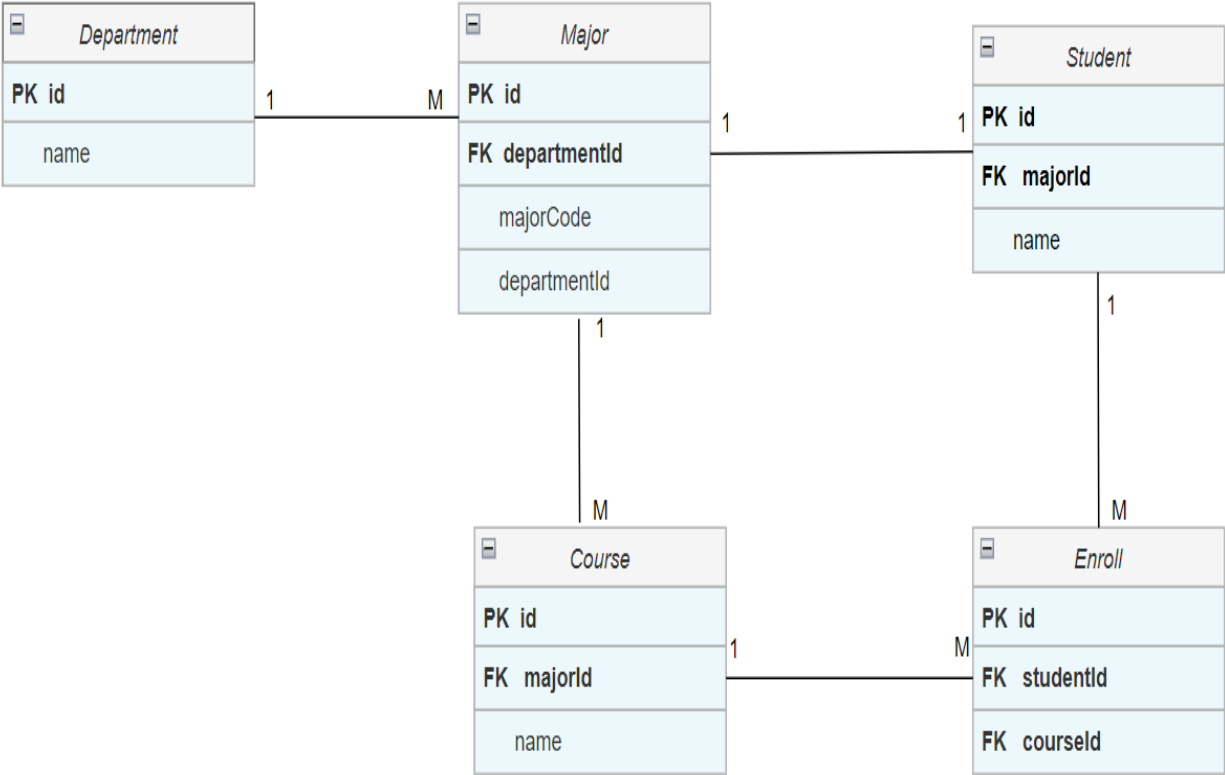 Department
PK id
name
1
M
Major
PK id
FK departmentId
majorCode
departmentId
1
1
Student
PK id
FK majorId
name
1
M
1
M
Course
PK id
FK majorId
name
1
M
Enroll
PK id
FK studentId
FK courseId